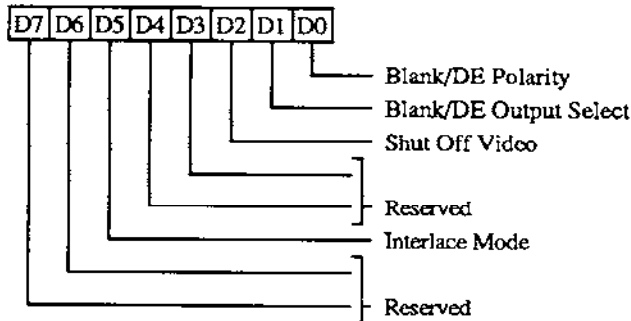 D7 D6 D5 D4 D3 D2 D1 D0
Blank/DE Polarity
Blank/DE Output Select
Shut Off Video
Reserved
Interlace Mode
Reserved